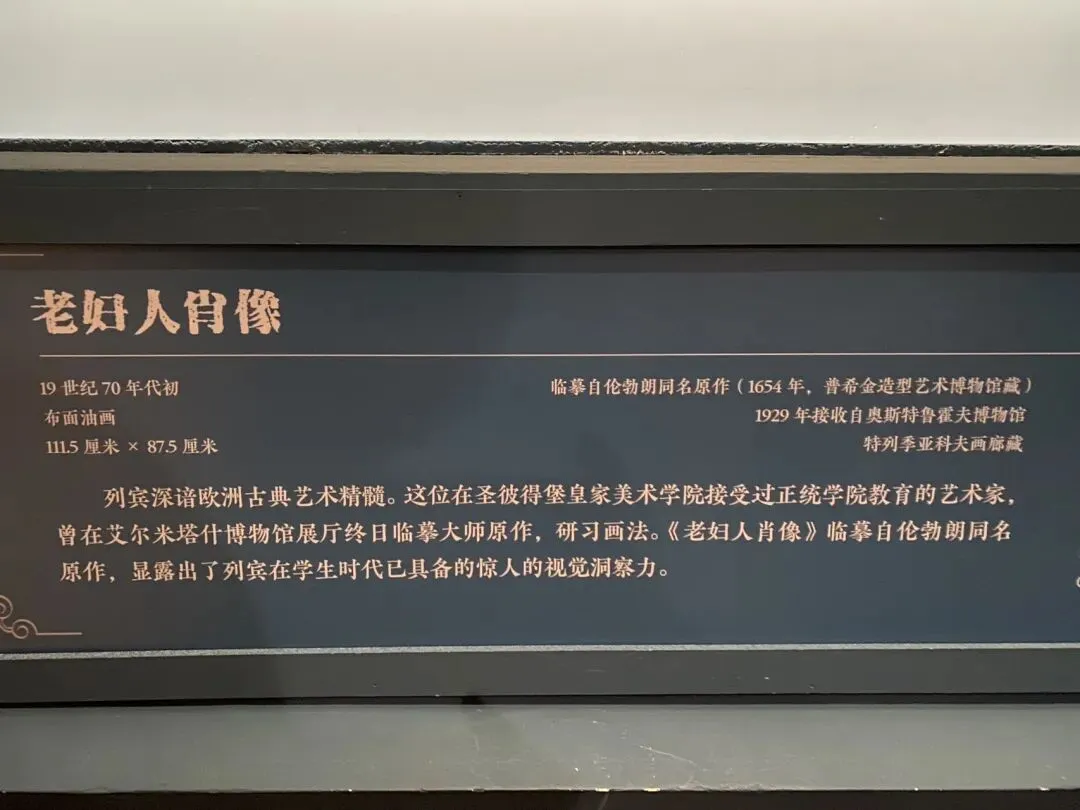 老妇人肖像
19 世纪 70 年代初
布面油画
111.5 厘米 × 87.5 厘米
临摹自伦勃朗同名原作（1654 年，普希金造型艺术博物馆藏）
1929 年接收自奥斯特鲁霍夫博物馆
特列季亚科夫画廊藏
列宾深谙欧洲古典艺术精髓。这位在圣彼得堡皇家美术学院接受过正统学院教育的艺术家，
曾在艾尔米塔什博物馆展厅终日临摹大师原作，研习画法。《老妇人肖像》临摹自伦勃朗同名
原作，显露出了列宾在学生时代已具备的惊人的视觉洞察力。